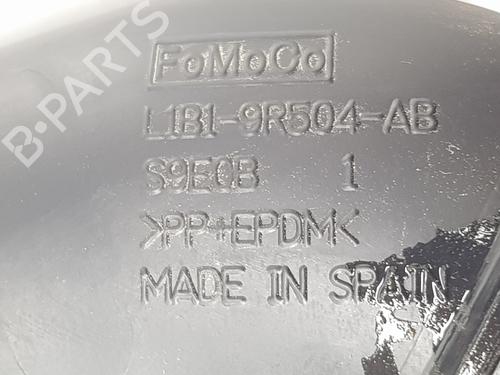 FoMoCo
L1B1-9R504-AB
S9E0B 1
>PP+EPDM<
MADE IN SPAIN
B-PARTS